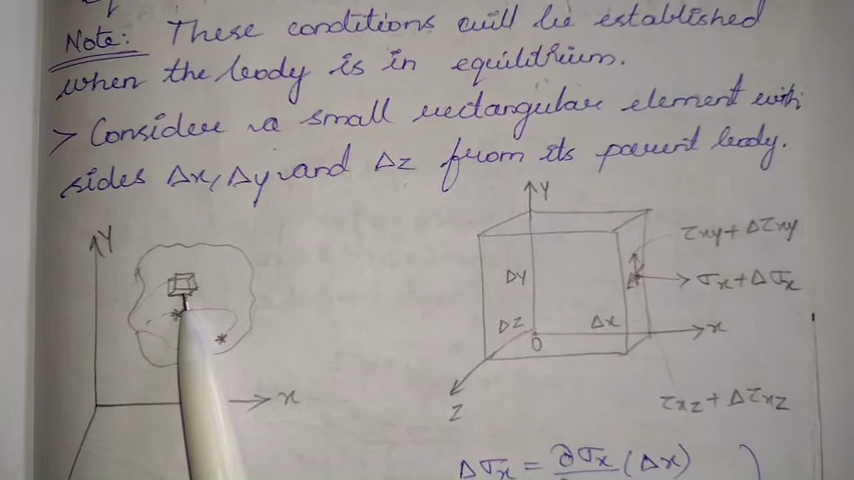 Note: These conditions will be established
when the body is in equilibrium.
> Consider a small rectangular element with
sides Δx, Δy and Δz from its parent body.
Y
x
Y
τxy + Δτxy
Δy
σx + Δσx
Δz
Δx
x
0
Z
τxz + Δτxz
Δσx = ∂σx (Δx)